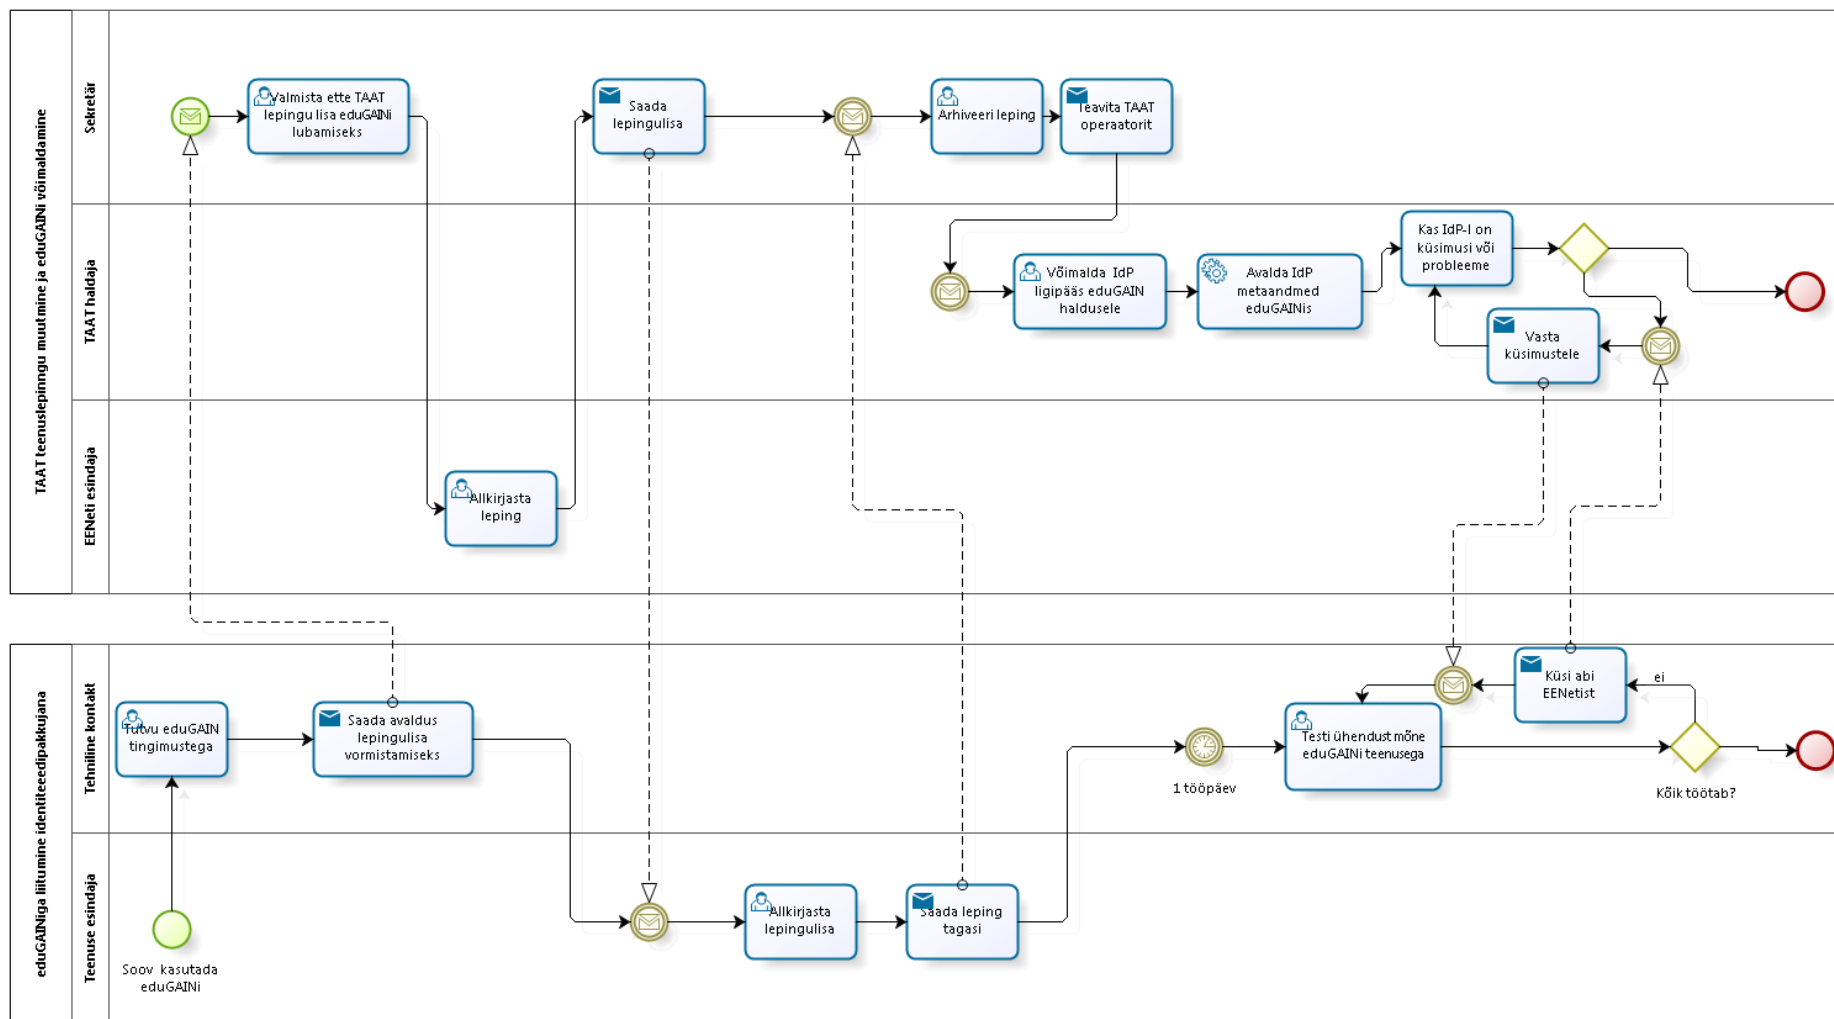 TAAT teenuslepinngu muutmine ja eduGAINi võimaldamine
Sekretär
Valmista ette TAAT
lepingu lisa eduGAINi
lubamiseks
Saada
lepingulisa
Arhiveeri leping
Teavita TAAT
operaatorit
TAAT haldaja
Võimalda IdP
ligipääs eduGAIN
haldusele
Avalda IdP
metaandmed
eduGAINis
Kas IdP-l on
küsimusi või
probleeme
Vasta
küsimustele
EENeti esindaja
Allkirjasta
leping
eduGAINiga liitumine identiteedipakkujana
Tehniline kontakt
Tutvu eduGAIN
tingimustega
Saada avaldus
lepingulisa
vormistamiseks
1 tööpäev
Testi ühendust mõne
eduGAINi teenusega
Küsi abi
EENetist
ei
Kõik töötab?
Teenuse esindaja
Soov kasutada
eduGAINi
Allkirjasta
lepingulisa
Saada leping
tagasi